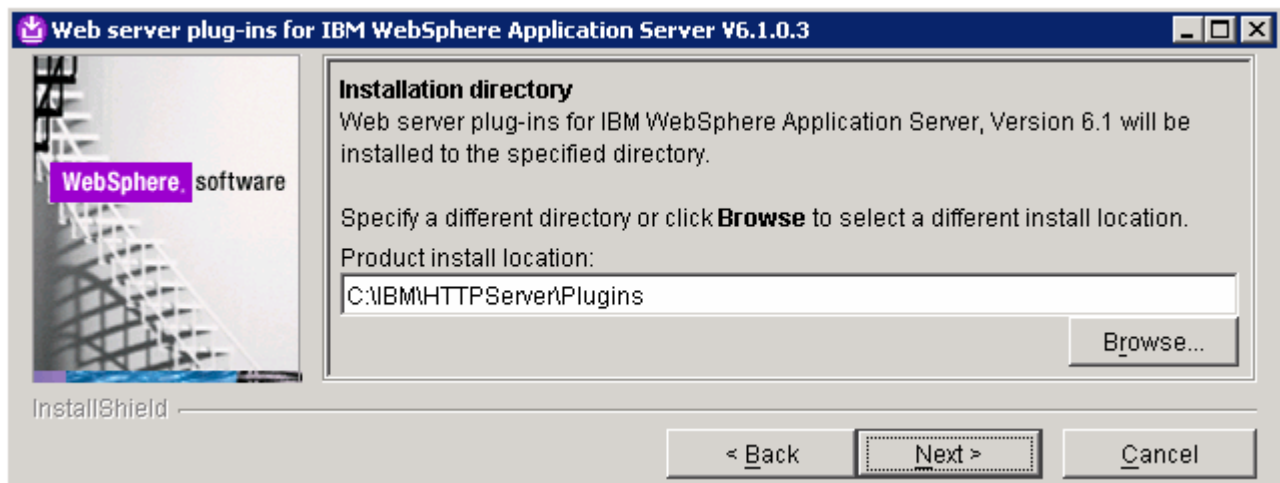 Web server plug-ins for IBM WebSphere Application Server V6.1.0.3
WebSphere. software
Installation directory
Web server plug-ins for IBM WebSphere Application Server, Version 6.1 will be
installed to the specified directory.
Specify a different directory or click Browse to select a different install location.
Product install location:
C:\IBM\HTTPServer\Plugins
Browse...
InstallShield
< Back
Next >
Cancel